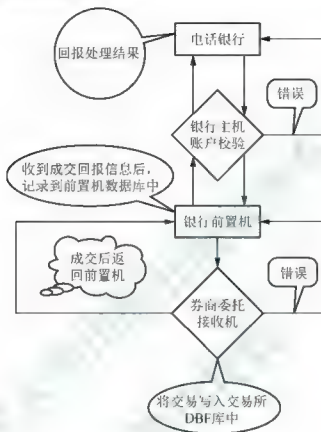 回报处理结果
电话银行
错误
银行主机
账户校验
收到成交回报信息后,
记录到前置机数据库中
银行前置机
成交后返
回前置机
错误
券商委托
接收机
将交易写入交易所
DBF库中